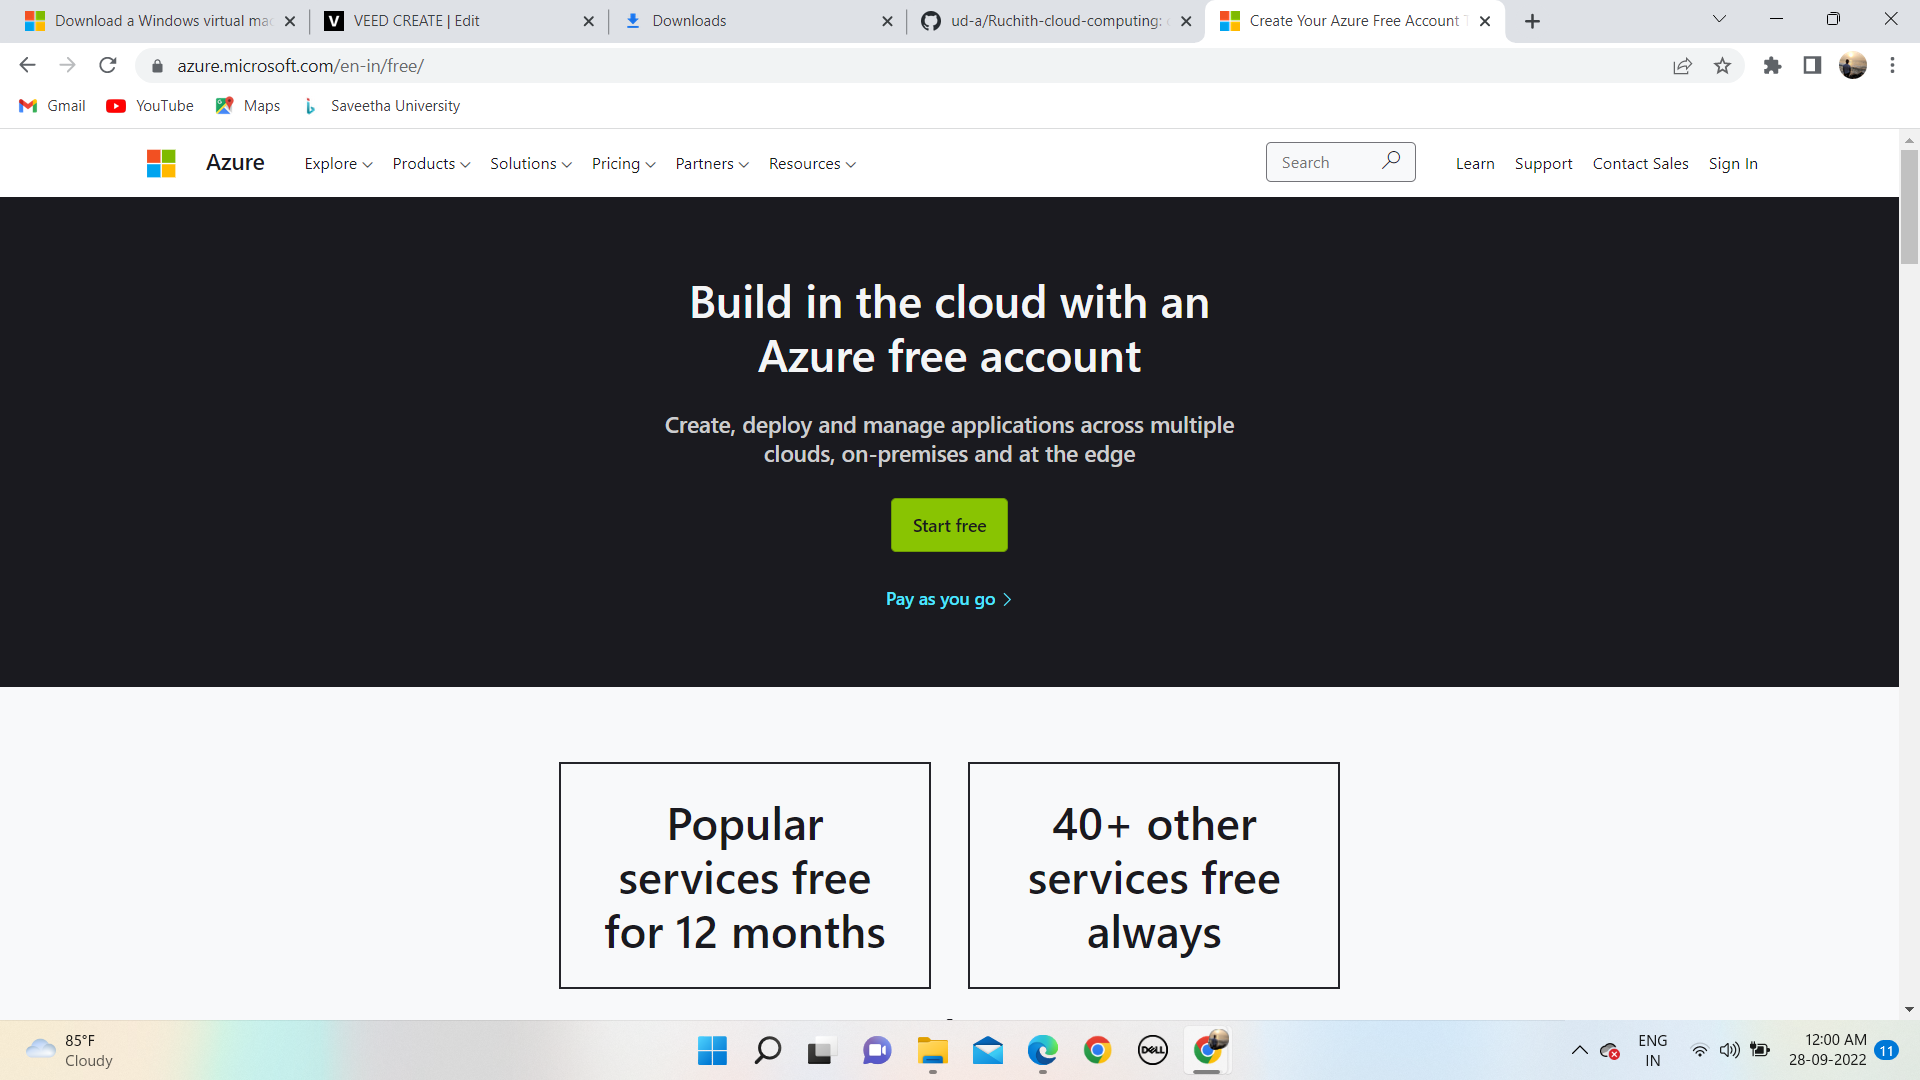 Download a Windows virtual mac
VEED CREATE | Edit
Downloads
ud-a/Ruchith-cloud-computing:
Create Your Azure Free Account
azure.microsoft.com/en-in/free/
Gmail
YouTube
Maps
Saveetha University
Azure
Explore
Products
Solutions
Pricing
Partners
Resources
Search
Learn
Support
Contact Sales
Sign In
Build in the cloud with an
Azure free account
Create, deploy and manage applications across multiple
clouds, on-premises and at the edge
Start free
Pay as you go
Popular
services free
for 12 months
40+ other
services free
always
85°F
Cloudy
DELL
ENG
IN
12:00 AM
28-09-2022
11